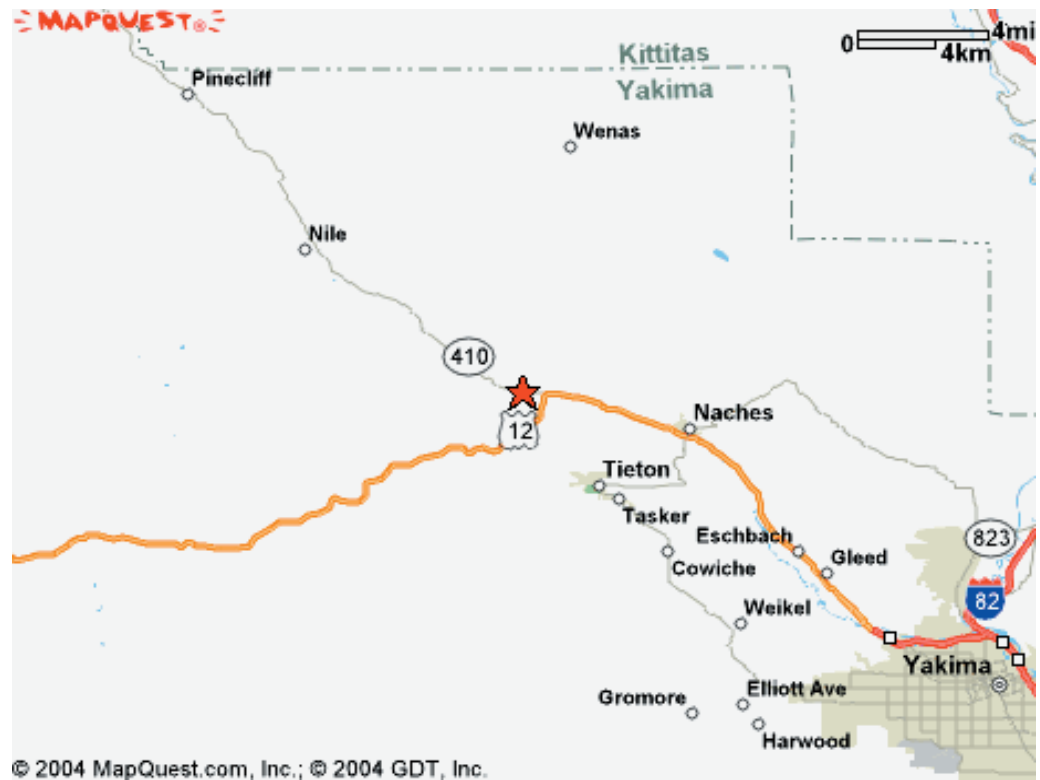 MAPQUEST®
4mi
0
4km
Kittitas
Yakima
Pinecliff
Wenas
Nile
410
12
Naches
Tieton
Tasker
Eschbach
Gleed
823
Cowiche
82
Weikel
Yakima
Elliott Ave
Gromore
Harwood
© 2004 MapQuest.com, Inc.; © 2004 GDT, Inc.